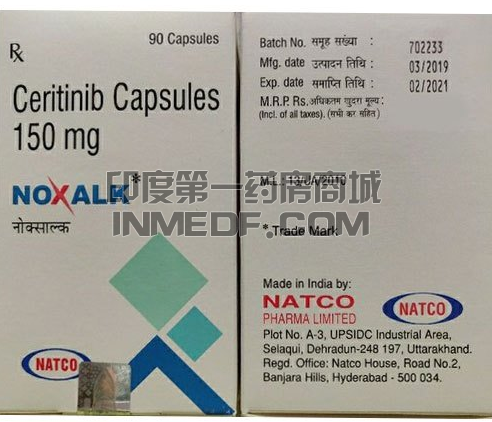 ℞
90 Capsules
Ceritinib Capsules
150 mg
NOXALK*
नोक्साल्क
NATCO
Batch No. समूह संख्या : 702233
Mfg. date उत्पादन तिथि : 03/2019
Exp. date समाप्ति तिथि : 02/2021
M.R.P. Rs. अधिकतम खुदरा मूल्य :
(Incl. of all taxes). (सभी कर सहित)
M.L.: 13/UA/2010
*Trade Mark
印度第一药房商城
INMEDF.COM
Made in India by:
NATCO
PHARMA LIMITED
NATCO
Plot No. A-3, UPSIDC Industrial Area,
Selaqui, Dehradun-248 197, Uttarakhand.
Regd. Office: Natco House, Road No.2,
Banjara Hills, Hyderabad - 500 034.